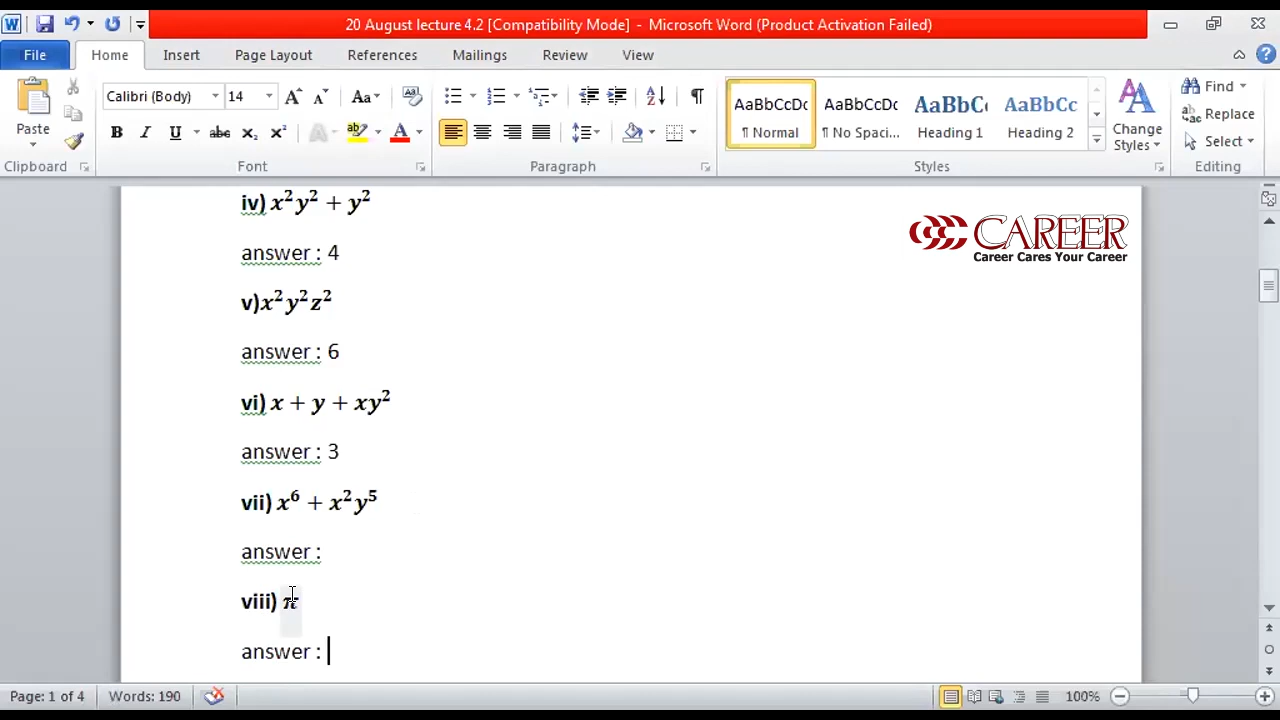 20 August lecture 4.2 [Compatibility Mode] - Microsoft Word (Product Activation Failed)
File Home Insert Page Layout References Mailings Review View
Calibri (Body) 14 Aa AaBbCcDc AaBbCcDc AaBbC AaBbCc Find
Paste B I U abc x₂ x² A A ¶ Normal ¶ No Spaci... Heading 1 Heading 2 Change Styles Replace
Select
Clipboard Font Paragraph Styles Editing
iv) x²y² + y²
CAREER
Career Cares Your Career
answer : 4
v)x²y²z²
answer : 6
vi) x + y + xy²
answer : 3
vii) x⁶ + x²y⁵
answer :
viii) π
answer :
Page: 1 of 4 Words: 190 100%